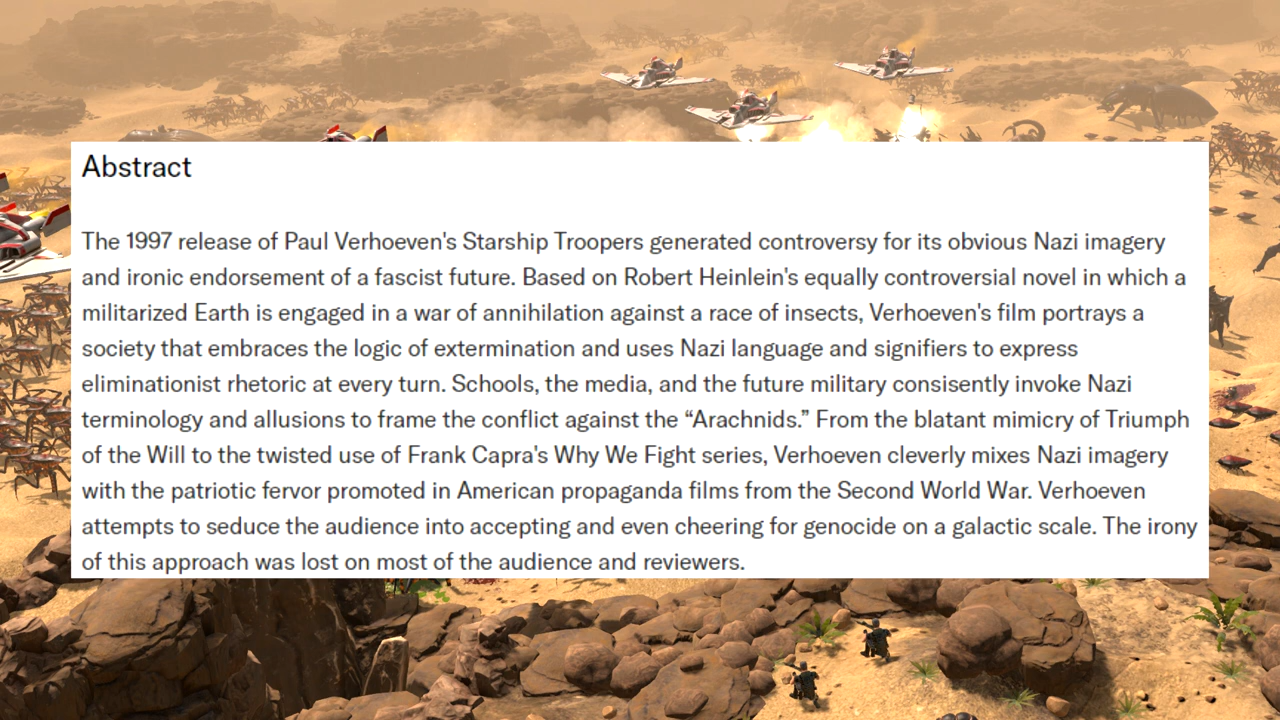 Abstract
The 1997 release of Paul Verhoeven's Starship Troopers generated controversy for its obvious Nazi imagery
and ironic endorsement of a fascist future. Based on Robert Heinlein's equally controversial novel in which a
militarized Earth is engaged in a war of annihilation against a race of insects, Verhoeven's film portrays a
society that embraces the logic of extermination and uses Nazi language and signifiers to express
eliminationist rhetoric at every turn. Schools, the media, and the future military consisently invoke Nazi
terminology and allusions to frame the conflict against the “Arachnids.” From the blatant mimicry of Triumph
of the Will to the twisted use of Frank Capra's Why We Fight series, Verhoeven cleverly mixes Nazi imagery
with the patriotic fervor promoted in American propaganda films from the Second World War. Verhoeven
attempts to seduce the audience into accepting and even cheering for genocide on a galactic scale. The irony
of this approach was lost on most of the audience and reviewers.